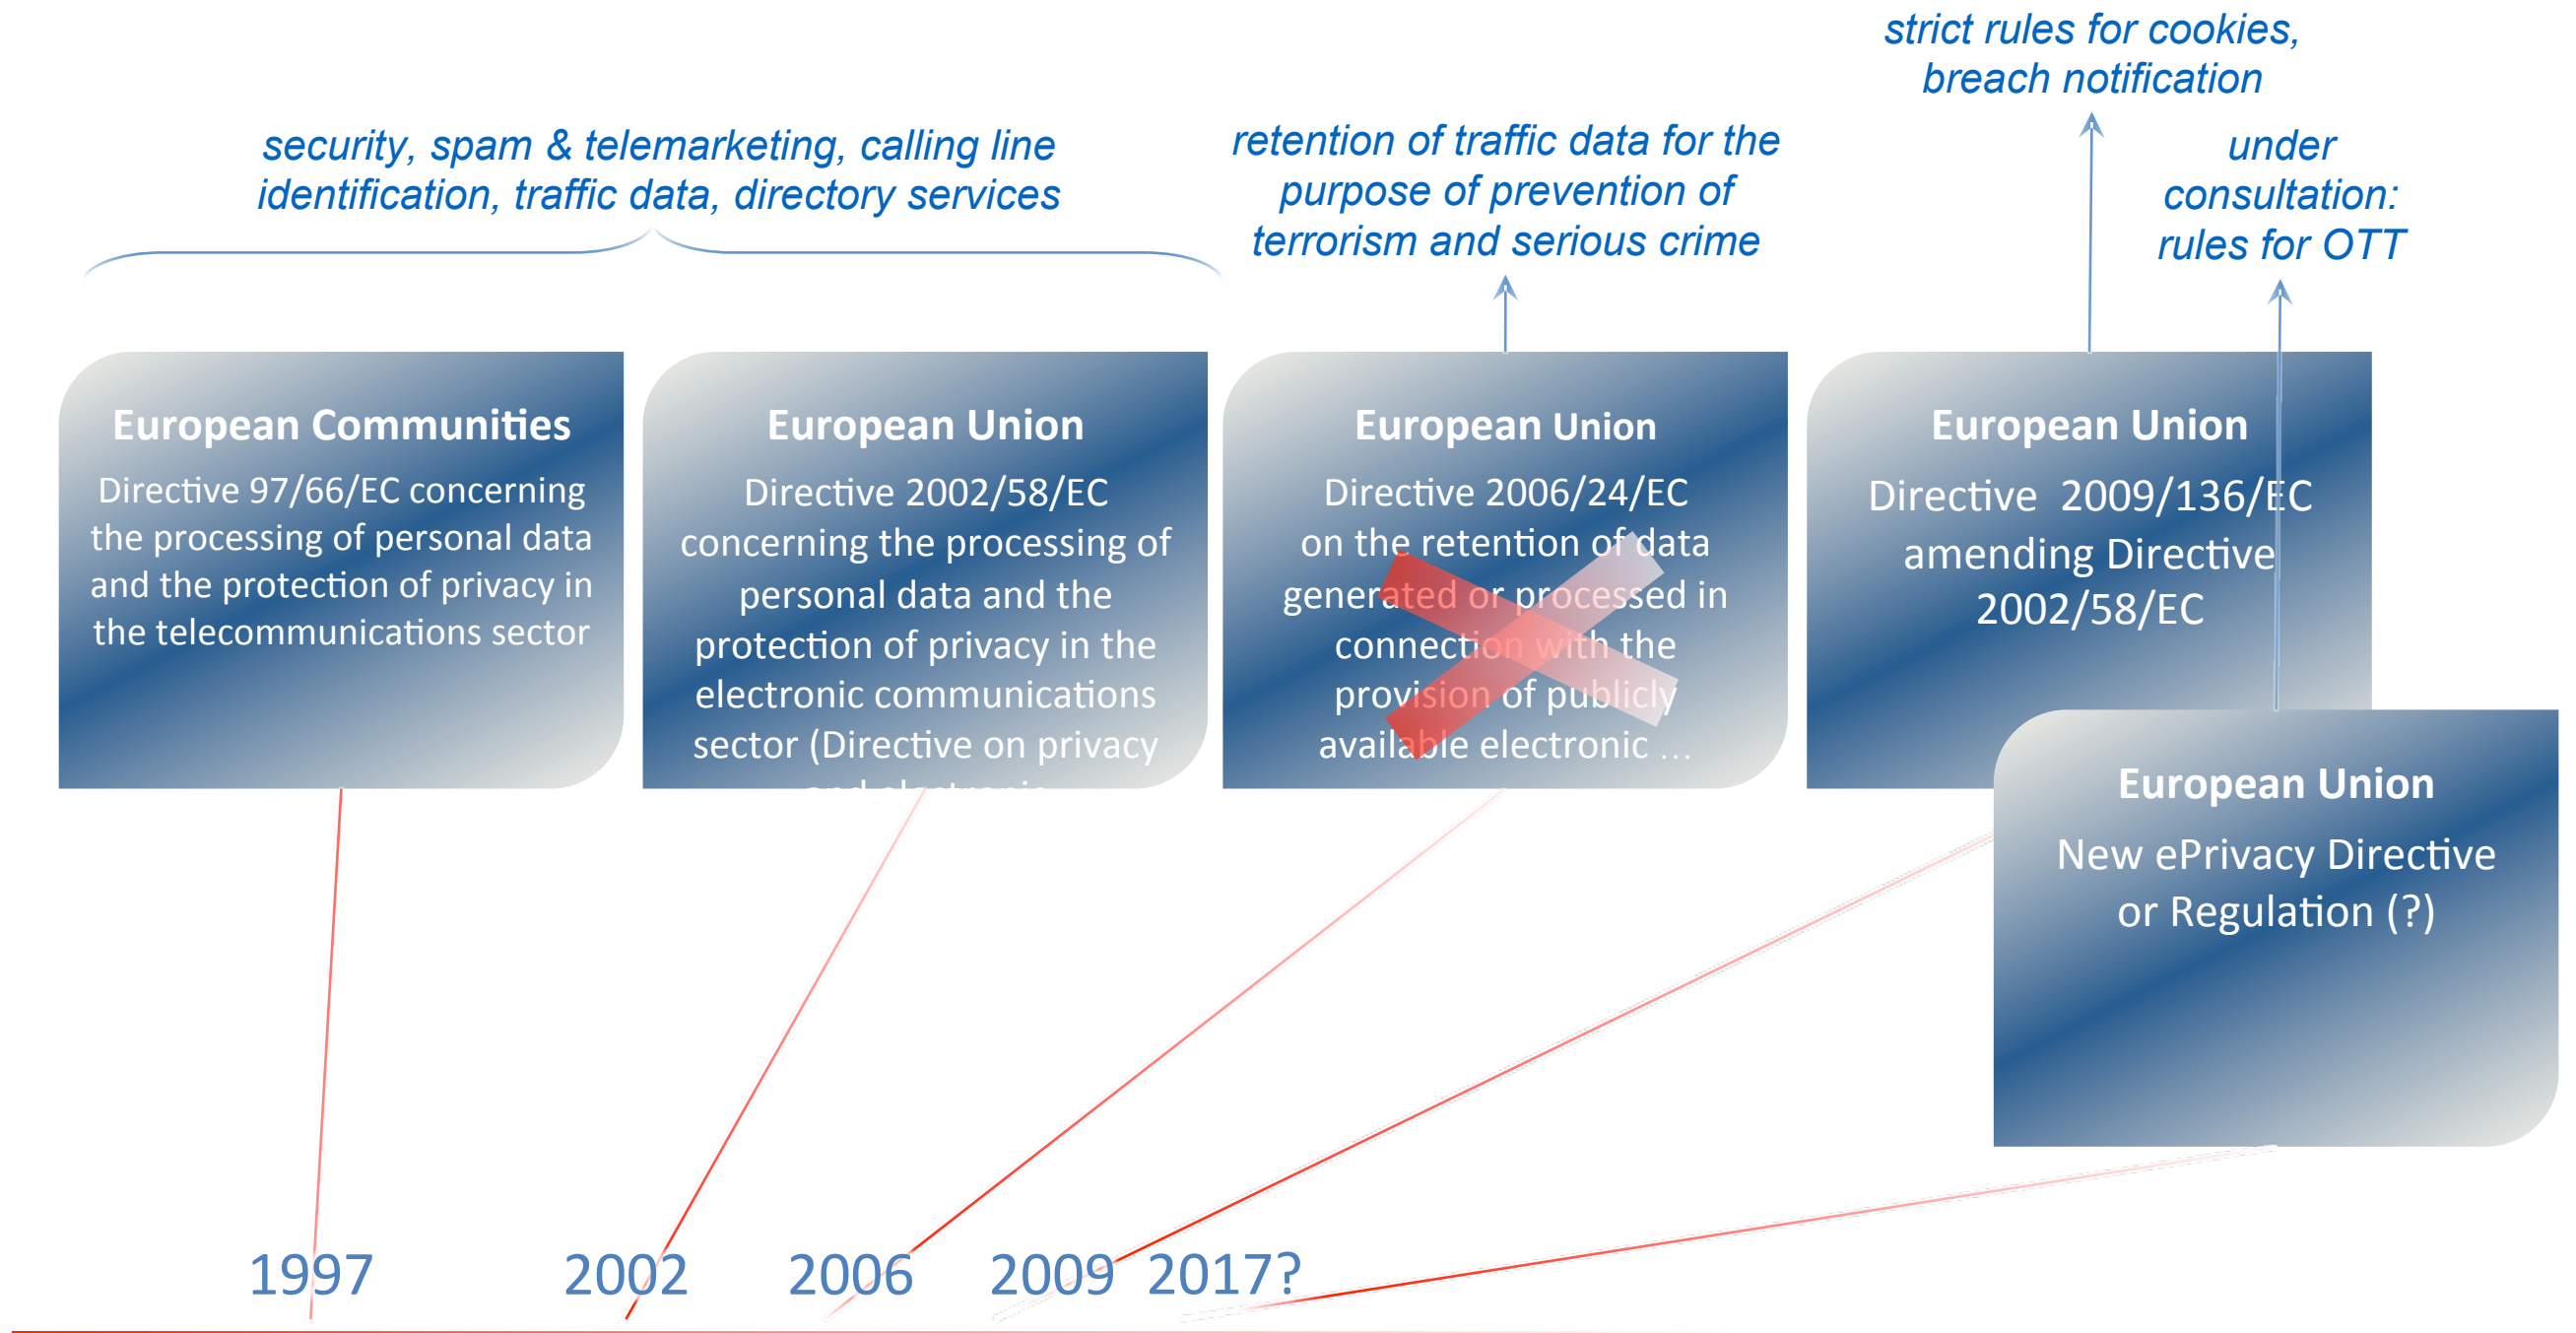 strict rules for cookies,
breach notification
security, spam & telemarketing, calling line
identification, traffic data, directory services
retention of traffic data for the
purpose of prevention of
terrorism and serious crime
under
consultation:
rules for OTT
European Communities
Directive 97/66/EC concerning
the processing of personal data
and the protection of privacy in
the telecommunications sector
European Union
Directive 2002/58/EC
concerning the processing of
personal data and the
protection of privacy in the
electronic communications
sector (Directive on privacy
and electronic
European Union
Directive 2006/24/EC
on the retention of data
generated or processed in
connection with the
provision of publicly
available electronic ...
European Union
Directive  2009/136/EC
amending Directive
2002/58/EC
European Union
New ePrivacy Directive
or Regulation (?)
1997
2002
2006
2009
2017?